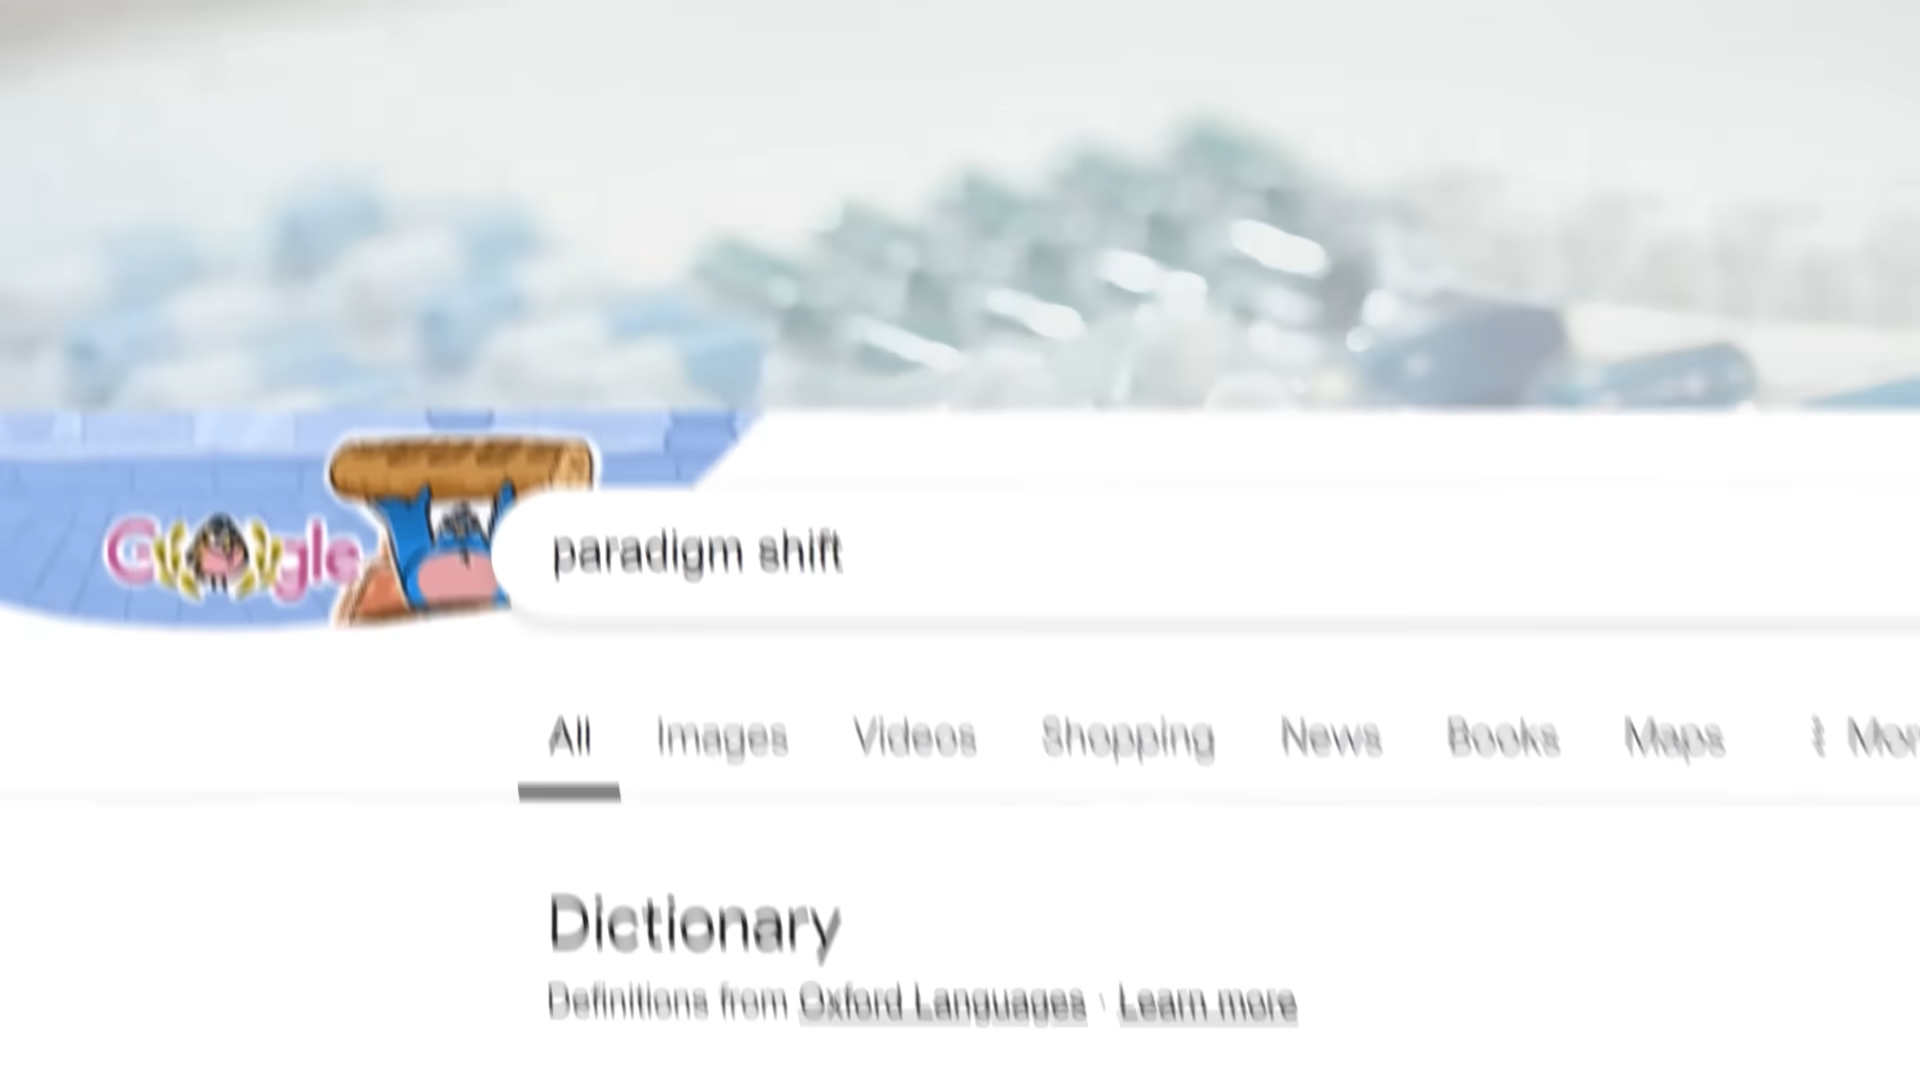 Google
paradigm shift
All Images Videos Shopping News Books Maps
Dictionary
Definitions from Oxford Languages · Learn more